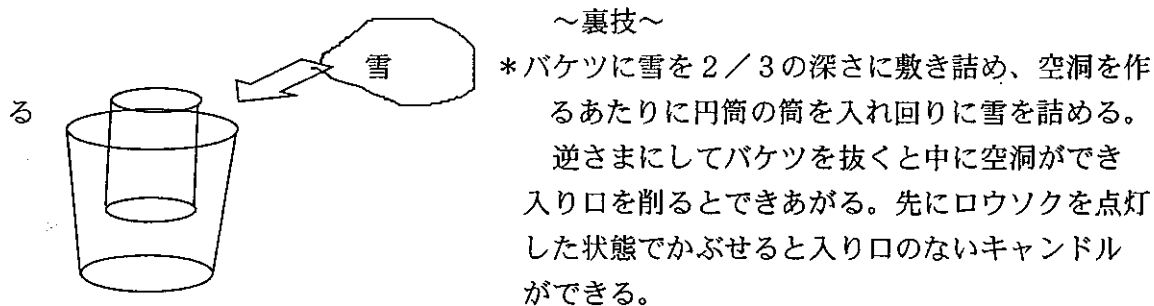 ～裏技～
雪
＊バケツに雪を２／３の深さに敷き詰め、空洞を作
る
るあたりに円筒の筒を入れ回りに雪を詰める。
逆さまにしてバケツを抜くと中に空洞ができ
入り口を削るとできあがる。先にロウソクを点灯
した状態でかぶせると入り口のないキャンドル
ができる。